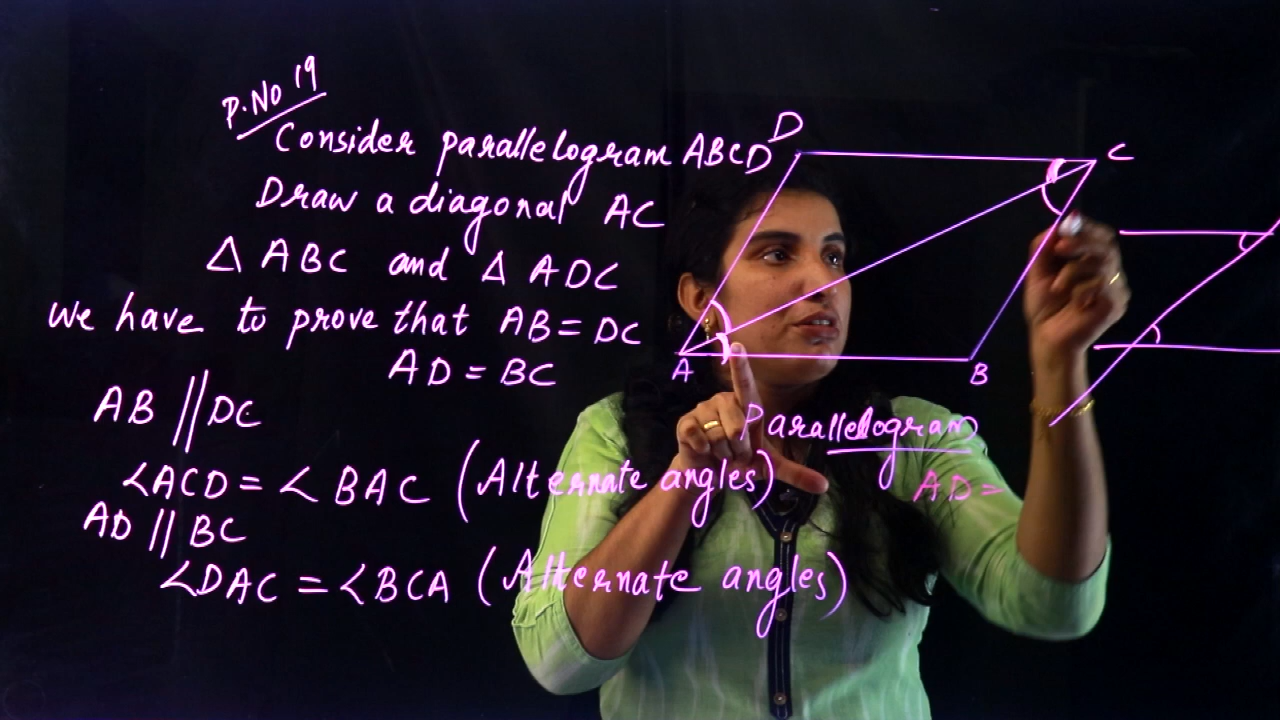 P.No 19
Consider parallelogram ABCD
Draw a diagonal AC
Δ ABC and Δ ADC
We have to prove that AB = DC
AD = BC
AB || DC
∠ACD = ∠BAC (Alternate angles)
AD || BC
∠DAC = ∠BCA (Alternate angles)
D
C
A
B
Parallelogram
AD =